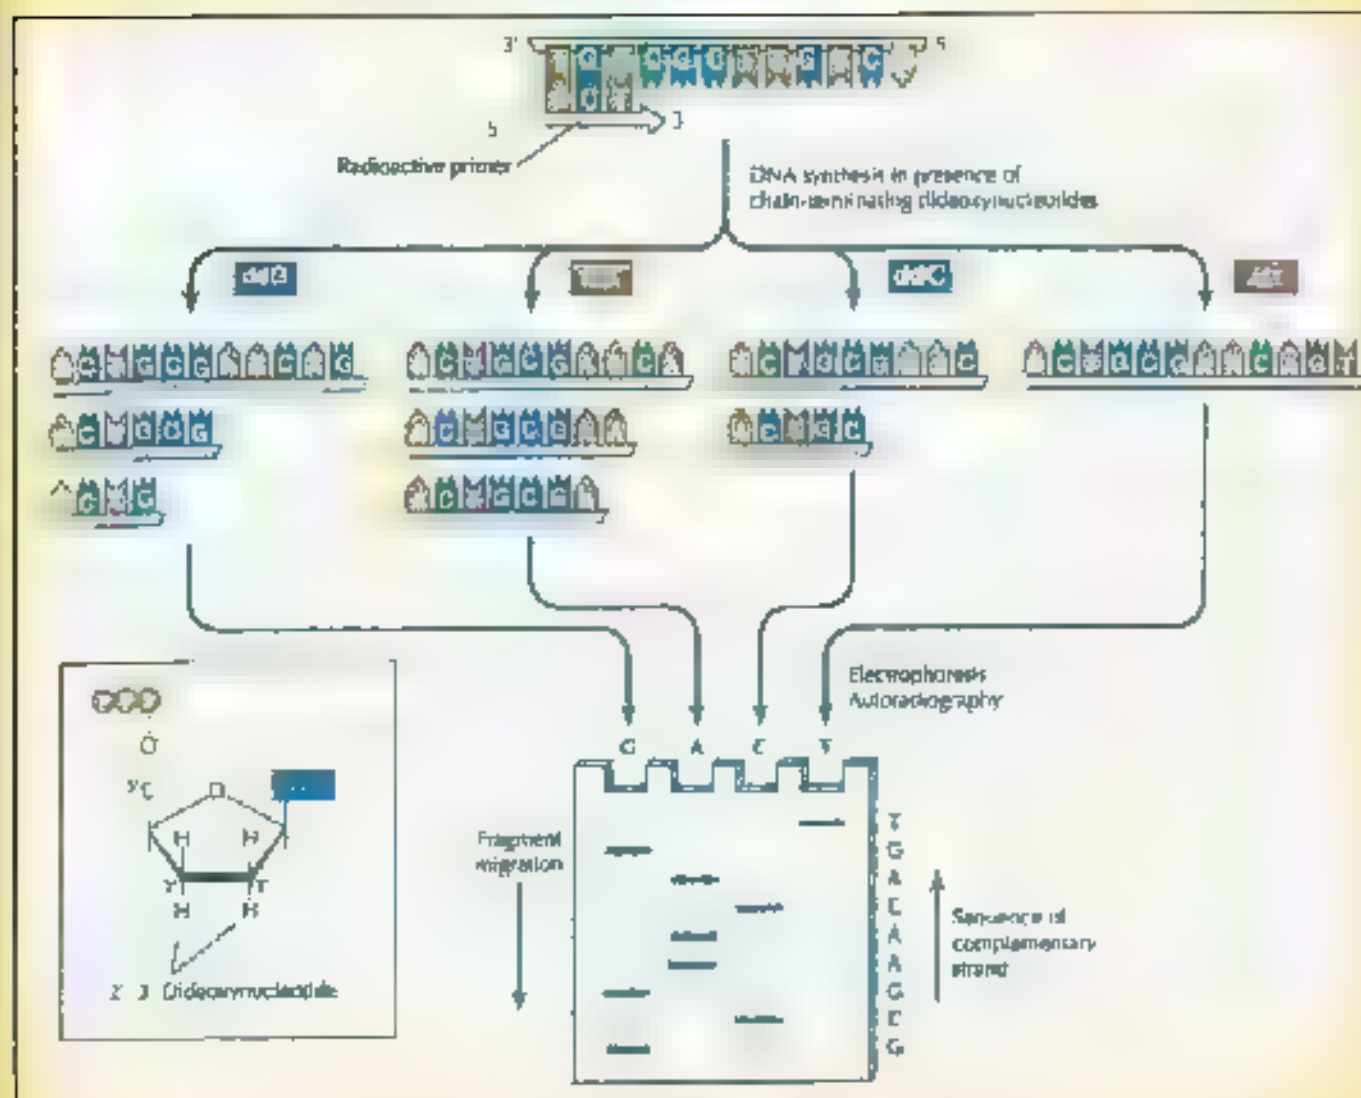 3' 5
5 3
Radioactive primer
DNA synthesis in presence of
chain-terminating dideoxynucleotides
ddG ddC
A C T G C G A A C A G
A C T G C G A A C A
A C T G C G A A C
A C T G C G A A C A G T
A C T G C G
A C T G C G A A
A C T G C
C T G
A C T G C G A
Electrophoresis
Autoradiography
G A C T
O
O
H H
H H
2' 3 Dideoxynucleotide
Fragment
migration
T
G
A
C
A
A
G
C
G
Sequence of
complementary
strand